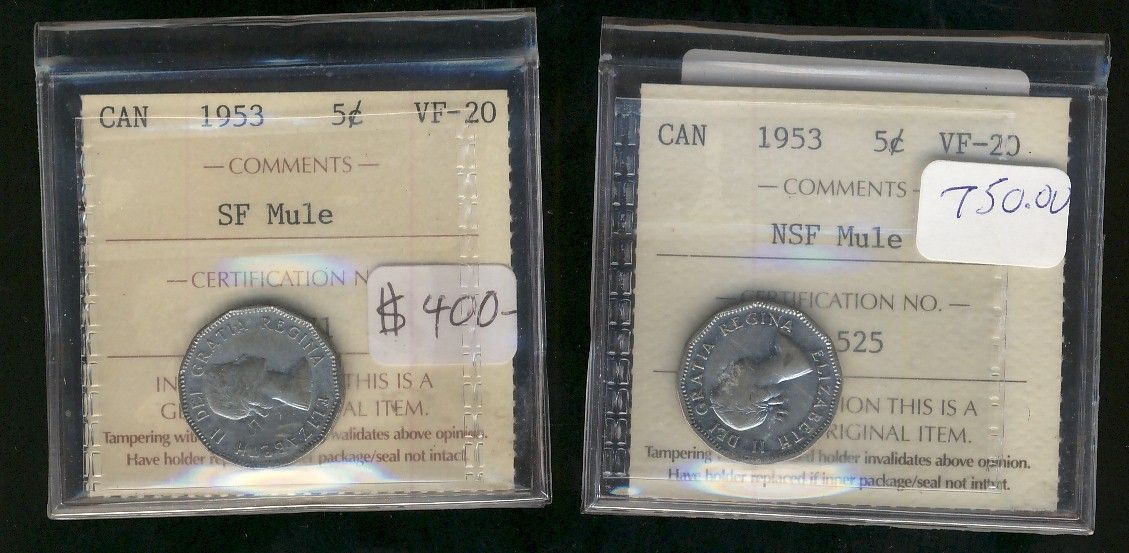 CAN 1953 5¢ VF-20
— COMMENTS —
SF Mule
— CERTIFICATION N
$ 400-
THIS IS A
AL ITEM.
Tampering wit validates above opinion.
Have holder package/seal not intact.
ELIZABETH II DEI GRATIA REGINA
CAN 1953 5¢ VF-20
— COMMENTS —
750.00
NSF Mule
CERTIFICATION NO. —
525
ION THIS IS A
RIGINAL ITEM.
Tampering d holder invalidates above opinion.
Have holder replaced if inner package/seal not intact.
ELIZABETH II DEI GRATIA REGINA